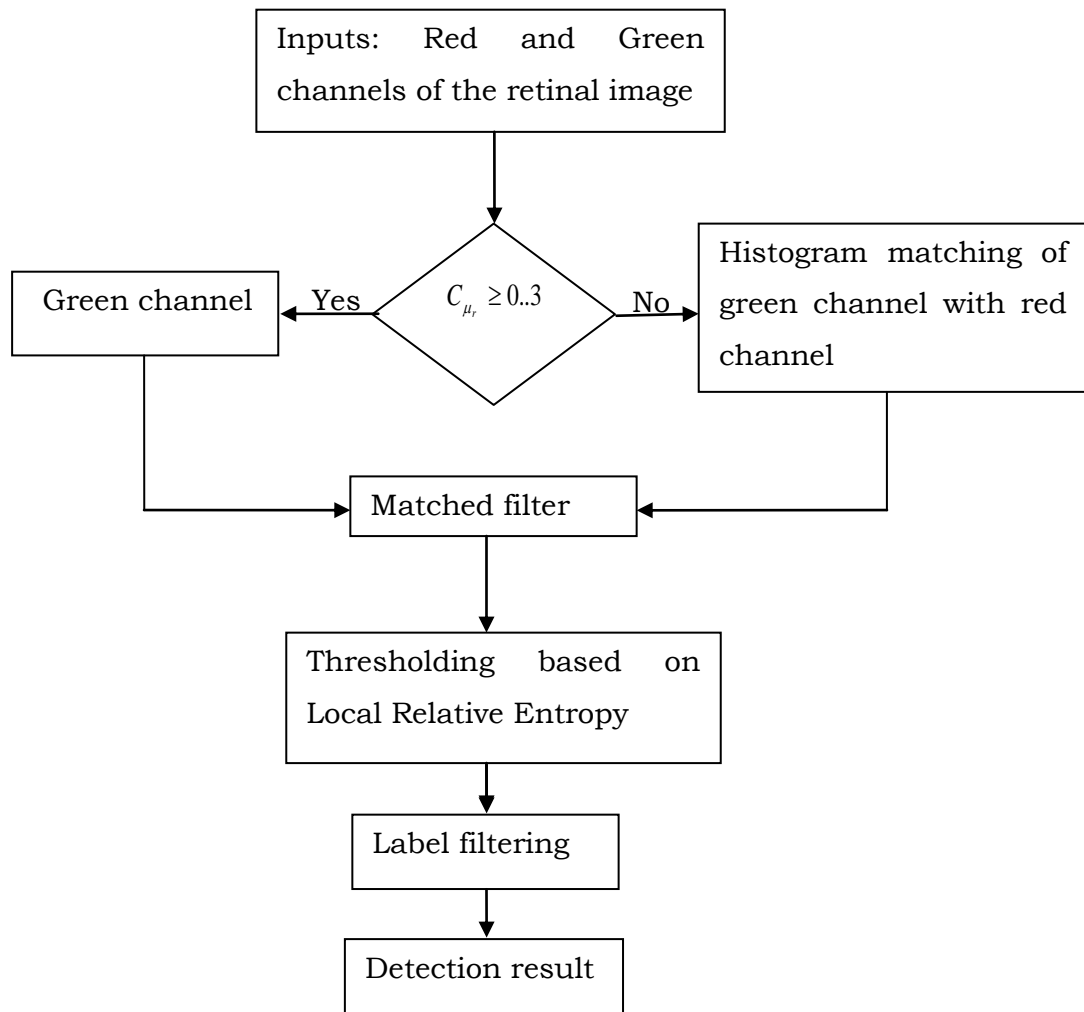 Inputs: Red and Green
channels of the retinal image
Green channel
Yes
C_{μ_r} ≥ 0..3
No
Histogram matching of
green channel with red
channel
Matched filter
Thresholding based on
Local Relative Entropy
Label filtering
Detection result